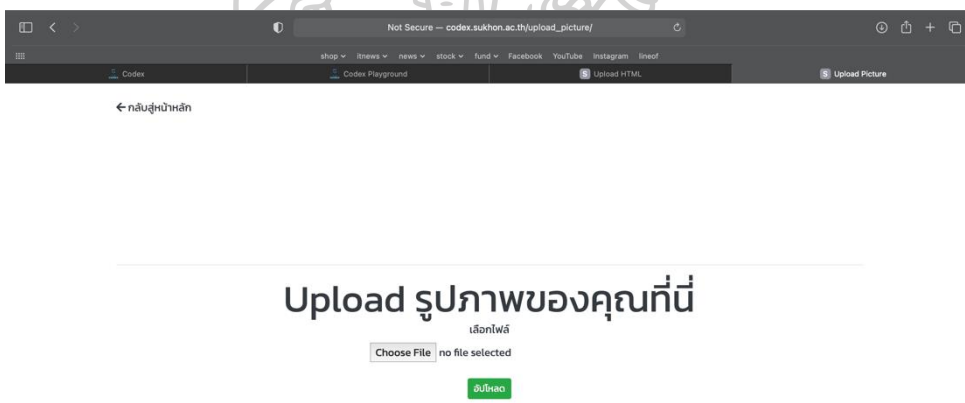 Not Secure — codex.sukhon.ac.th/upload_picture/
shop itnews news stock fund Facebook YouTube Instagram lineof
Codex Codex Playground S Upload HTML S Upload Picture
กลับสู่หน้าหลัก
Upload รูปภาพของคุณที่นี่
เลือกไฟล์
Choose File no file selected
อัปโหลด